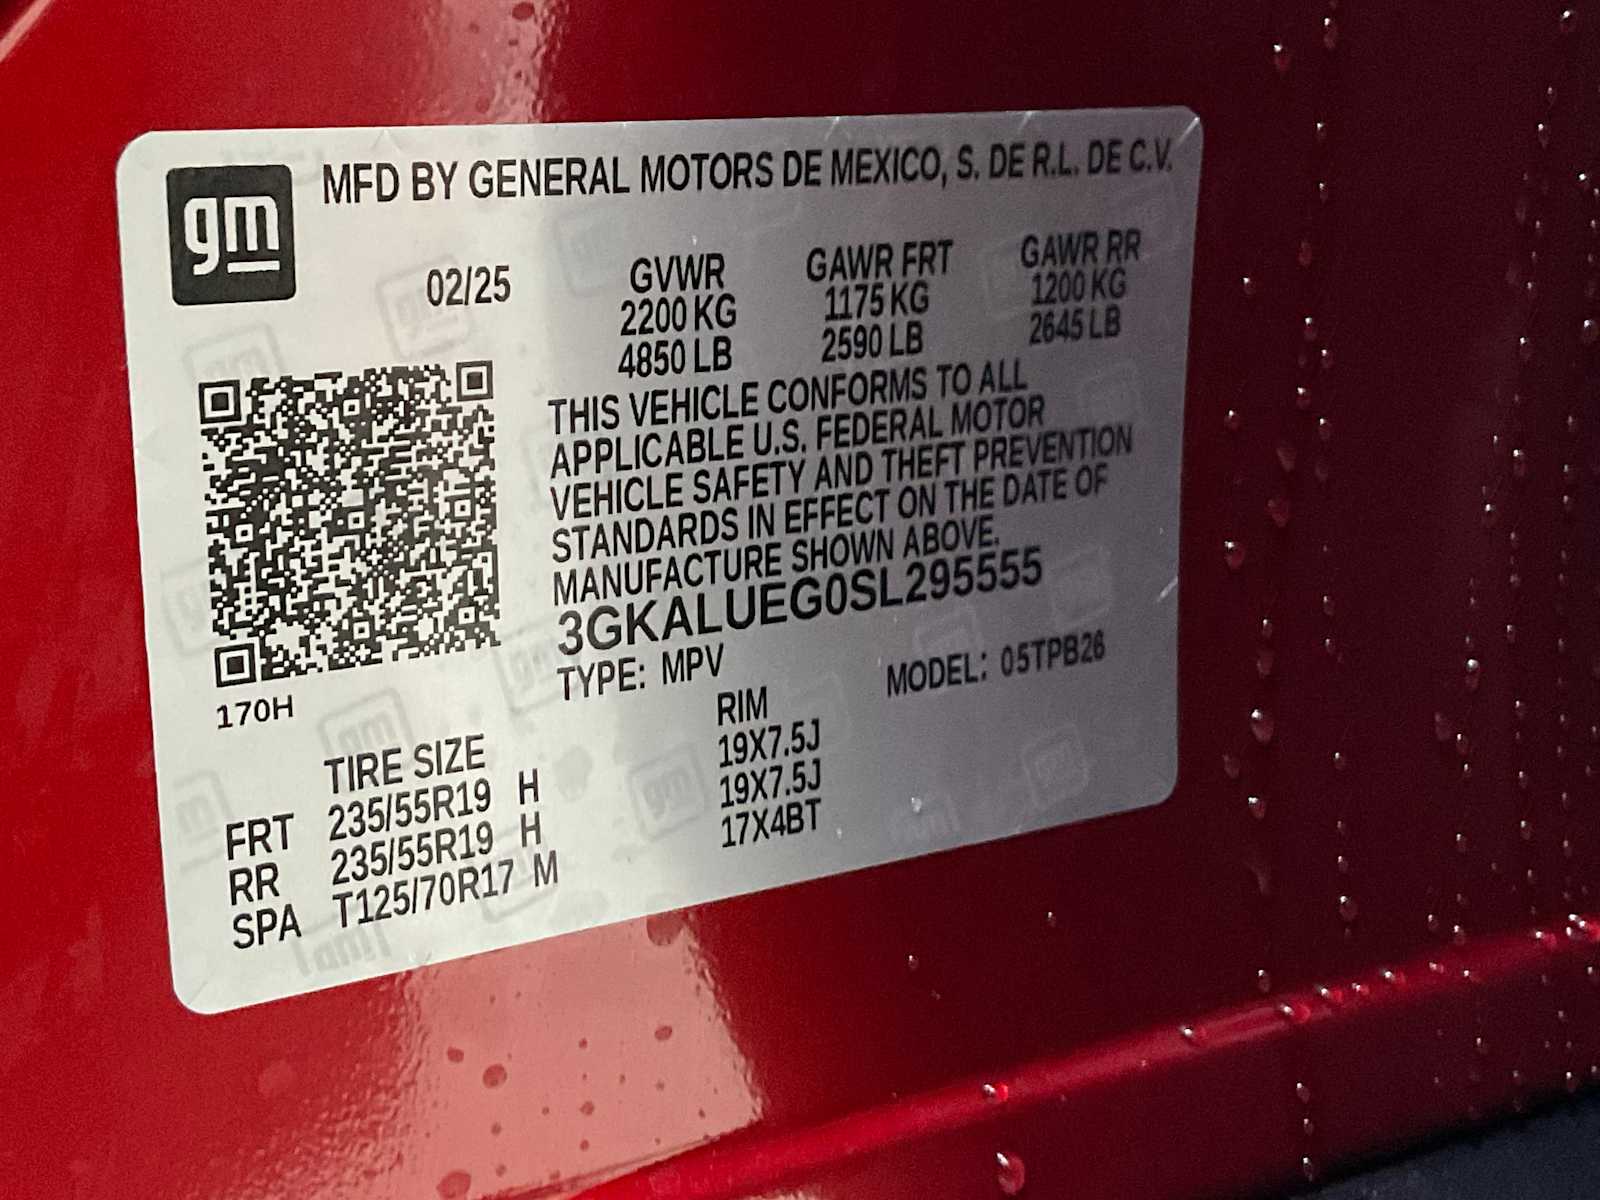 gm
MFD BY GENERAL MOTORS DE MEXICO, S. DE R.L. DE C.V.
02/25
GVWR GAWR FRT GAWR RR
2200 KG 1175 KG 1200 KG
4850 LB 2590 LB 2645 LB
THIS VEHICLE CONFORMS TO ALL
APPLICABLE U.S. FEDERAL MOTOR
VEHICLE SAFETY AND THEFT PREVENTION
STANDARDS IN EFFECT ON THE DATE OF
MANUFACTURE SHOWN ABOVE.
3GKALUEG0SL295555
TYPE: MPV MODEL: 05TPB26
170H
TIRE SIZE RIM
FRT 235/55R19 H 19X7.5J
RR 235/55R19 H 19X7.5J
SPA T125/70R17 M 17X4BT